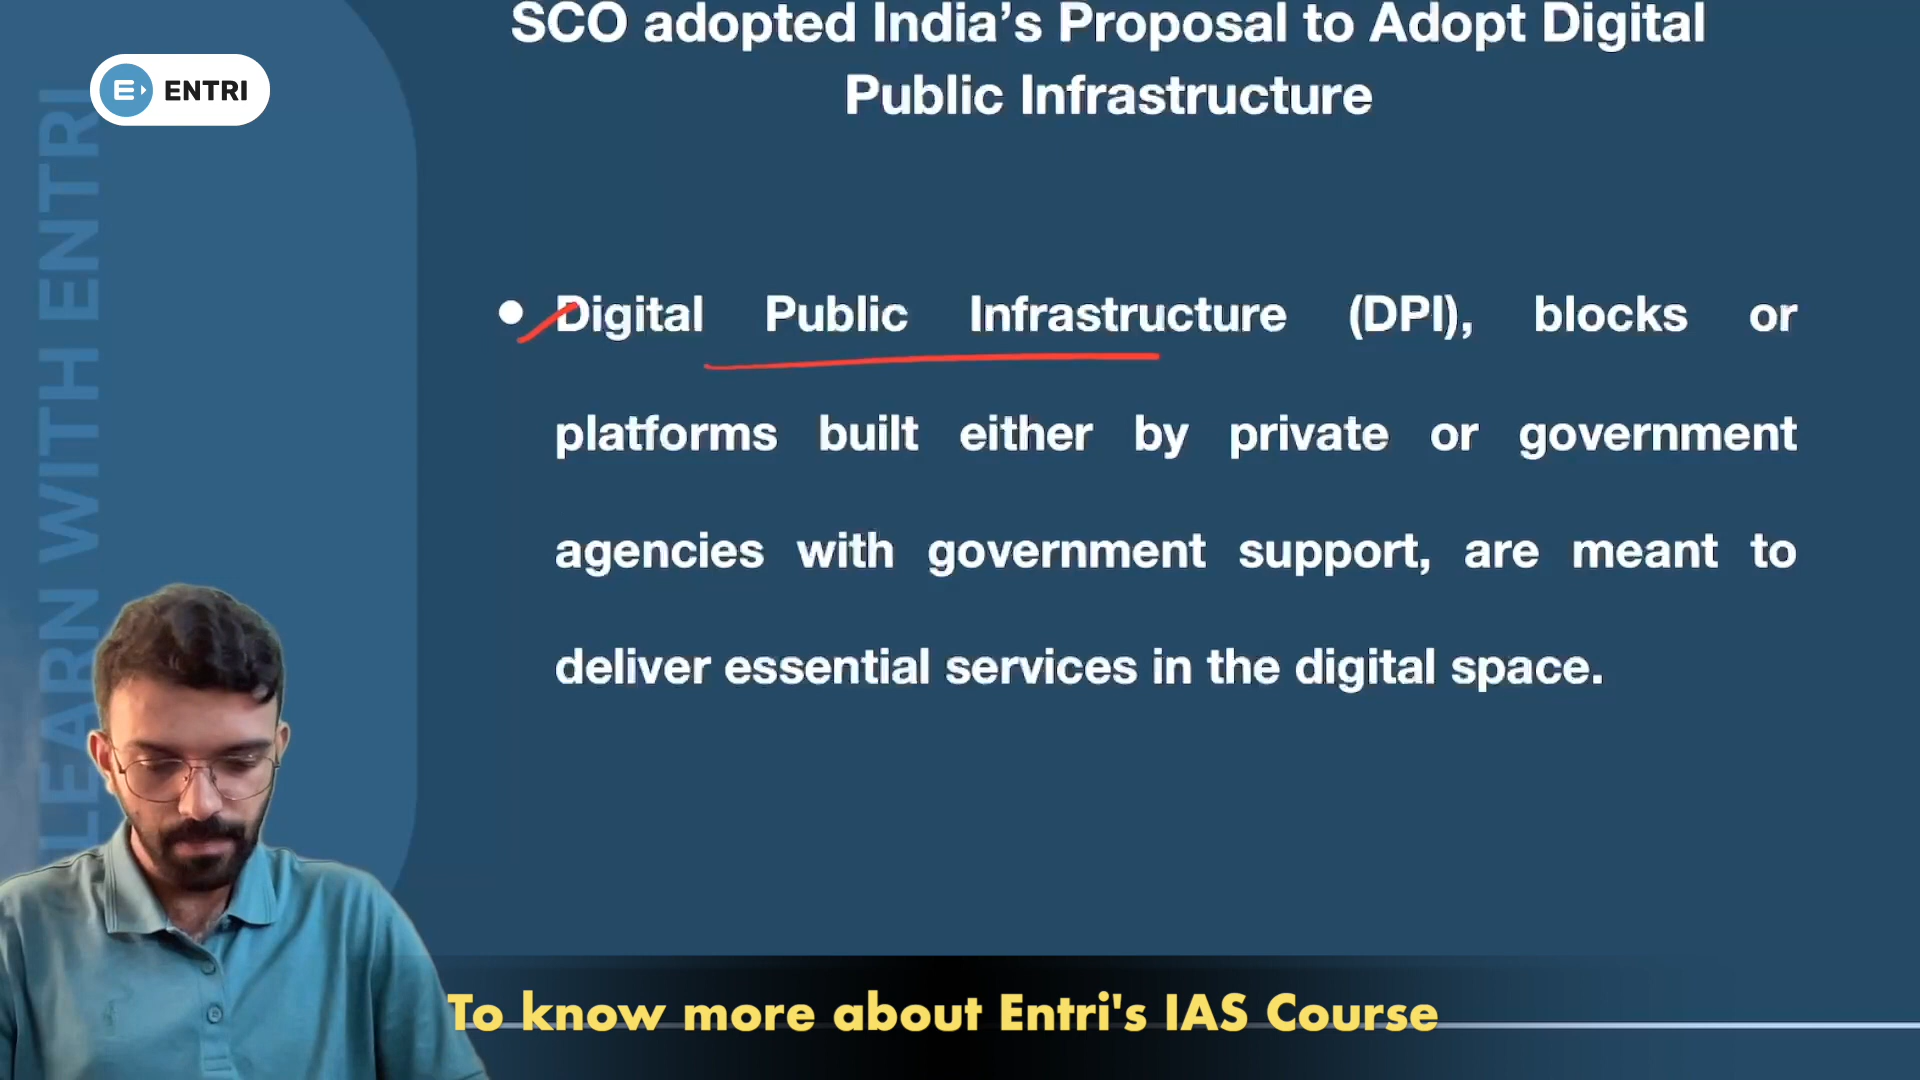 SCO adopted India's Proposal to Adopt Digital
Public Infrastructure
ENTRI
LEARN WITH ENTRI
• Digital Public Infrastructure (DPI), blocks or
platforms built either by private or government
agencies with government support, are meant to
deliver essential services in the digital space.
To know more about Entri's IAS Course